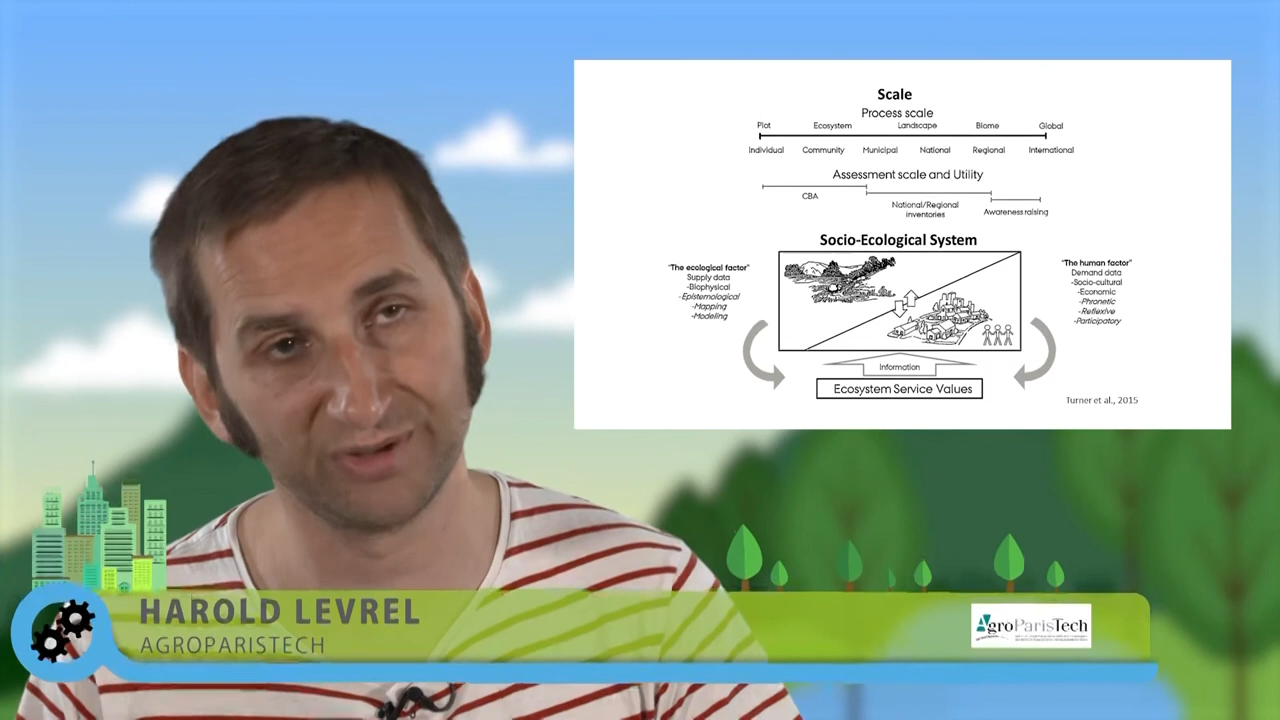 Scale
Process scale
Plot Ecosystem Landscape Biome Global
Individual Community Municipal National Regional International
Assessment scale and Utility
CBA
National/Regional
inventories
Awareness raising
Socio-Ecological System
"The ecological factor"
Supply data
-Biophysical
-Epistemological
-Mapping
-Modeling
"The human factor"
Demand data
-Socio-cultural
-Economic
-Phronetic
-Reflexive
-Participatory
Information
Ecosystem Service Values
Turner et al., 2015
HAROLD LEVREL
AGROPARISTECH
AgroParisTech